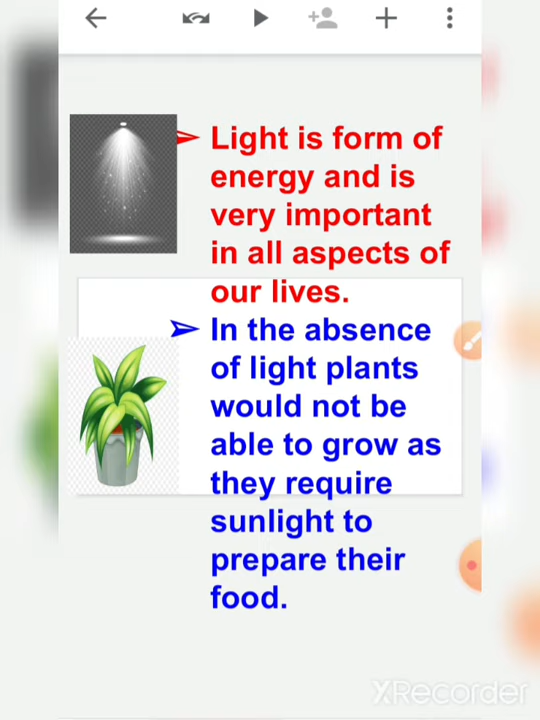 ➢ Light is form of
energy and is
very important
in all aspects of
our lives.
➢ In the absence
of light plants
would not be
able to grow as
they require
sunlight to
prepare their
food.
XRecorder